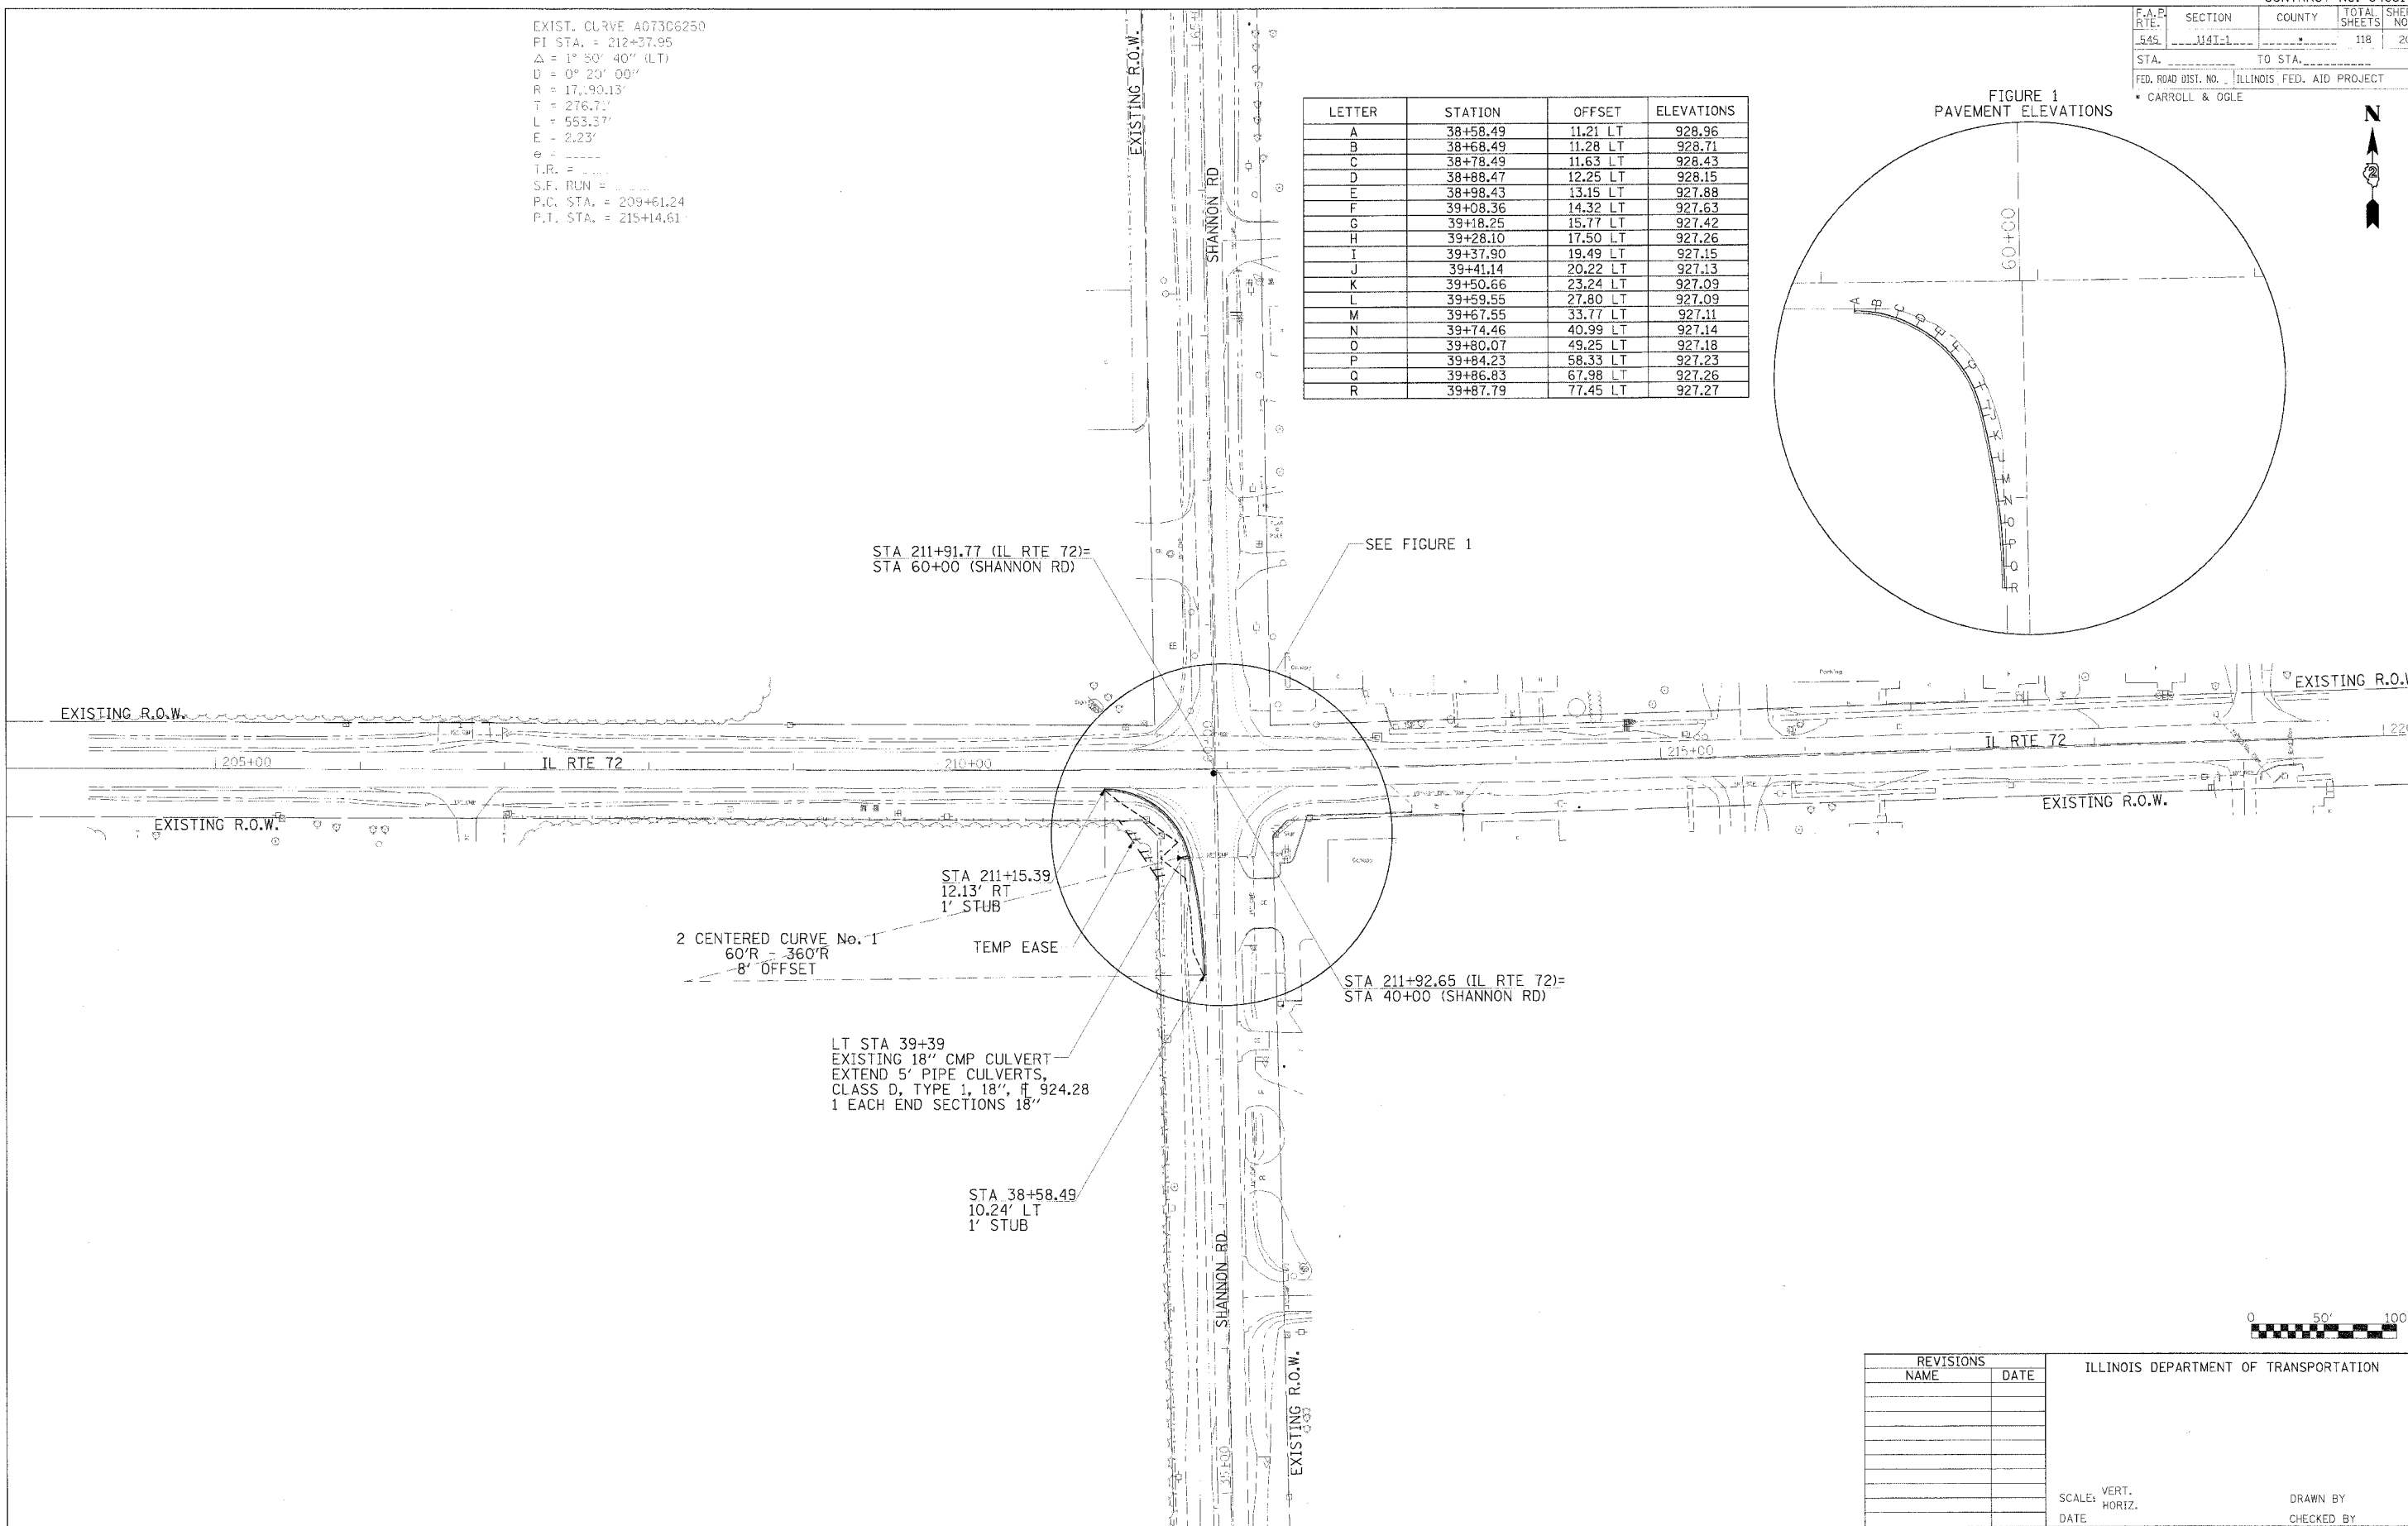 F.A.P. RTE. SECTION COUNTY TOTAL SHEETS
545 114T-1 * 118
STA. TO STA.
FED. ROAD DIST. NO. ILLINOIS FED. AID PROJECT
* CARROLL & OGLE
EXIST. CURVE A07306250
PI STA. = 212+37.95
Δ = 1° 50' 40" (LT)
D = 0° 20' 00"
R = 17,190.13'
T = 276.71'
L = 553.37'
E = 2.23'
e =
T.R. =
S.E. RUN =
P.C. STA. = 209+61.24
P.T. STA. = 215+14.61
LETTER STATION OFFSET ELEVATIONS
A 38+58.49 11.21 LT 928.96
B 38+68.49 11.28 LT 928.71
C 38+78.49 11.63 LT 928.43
D 38+88.47 12.25 LT 928.15
E 38+98.43 13.15 LT 927.88
F 39+08.36 14.32 LT 927.63
G 39+18.25 15.77 LT 927.42
H 39+28.10 17.50 LT 927.26
I 39+37.90 19.49 LT 927.15
J 39+41.14 20.22 LT 927.13
K 39+50.66 23.24 LT 927.09
L 39+59.55 27.80 LT 927.09
M 39+67.55 33.77 LT 927.11
N 39+74.46 40.99 LT 927.14
O 39+80.07 49.25 LT 927.18
P 39+84.23 58.33 LT 927.23
Q 39+86.83 67.98 LT 927.26
R 39+87.79 77.45 LT 927.27
FIGURE 1
PAVEMENT ELEVATIONS
N
2
60+00
A B C D E F G H I J K L M N O P Q R
EXISTING R.O.W.
SHANNON RD
STA 211+91.77 (IL RTE 72)=
STA 60+00 (SHANNON RD)
SEE FIGURE 1
EXISTING R.O.W.
EXISTING R.O.W
Parking
205+00
IL RTE 72
210+00
60+00
215+00
IL RTE 72
EXISTING R.O.W.
EXISTING R.O.W.
School
STA 211+15.39
12.13' RT
1' STUB
2 CENTERED CURVE No. 1
60'R - 360'R
8' OFFSET
TEMP EASE
STA 211+92.65 (IL RTE 72)=
STA 40+00 (SHANNON RD)
LT STA 39+39
EXISTING 18" CMP CULVERT
EXTEND 5' PIPE CULVERTS,
CLASS D, TYPE 1, 18", FL 924.28
1 EACH END SECTIONS 18"
STA 38+58.49
10.24' LT
1' STUB
SHANNON RD
EXISTING R.O.W.
35+00
0 50' 100
REVISIONS
NAME DATE
ILLINOIS DEPARTMENT OF TRANSPORTATION
SCALE: VERT.
HORIZ.
DRAWN BY
DATE
CHECKED BY